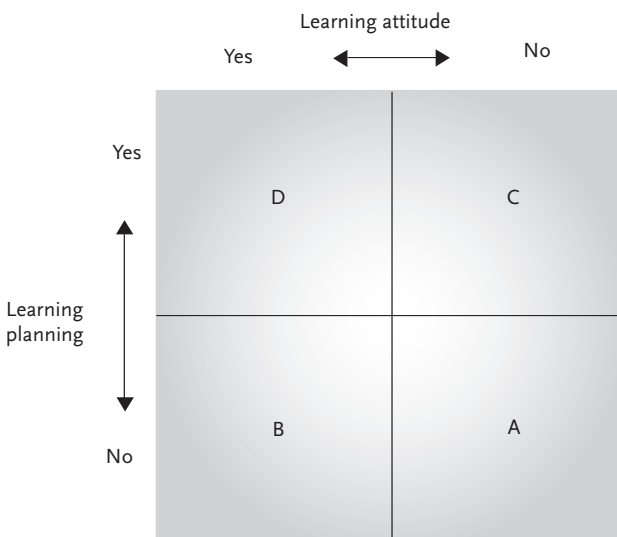 Learning attitude
Yes
No
Yes
D
C
Learning
planning
B
A
No